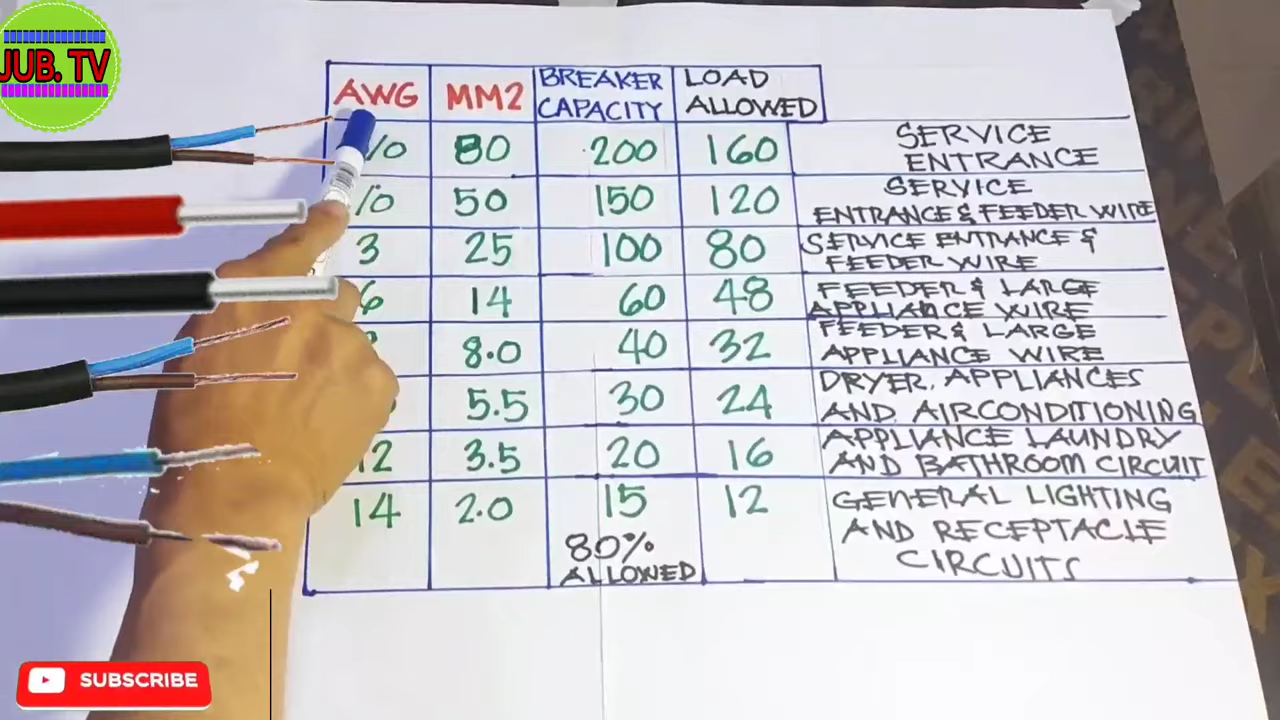 JUB. TV
AWG MM2 BREAKER CAPACITY LOAD ALLOWED
/0 80 200 160 SERVICE ENTRANCE
/0 50 150 120 SERVICE ENTRANCE & FEEDER WIRE
3 25 100 80 SERVICE ENTRANCE & FEEDER WIRE
6 14 60 48 FEEDER & LARGE APPLIANCE WIRE
8.0 40 32 FEEDER & LARGE APPLIANCE WIRE
5.5 30 24 DRYER, APPLIANCES AND AIRCONDITIONING
12 3.5 20 16 APPLIANCE LAUNDRY AND BATHROOM CIRCUIT
14 2.0 15 12 GENERAL LIGHTING AND RECEPTACLE CIRCUITS
80% ALLOWED
SUBSCRIBE